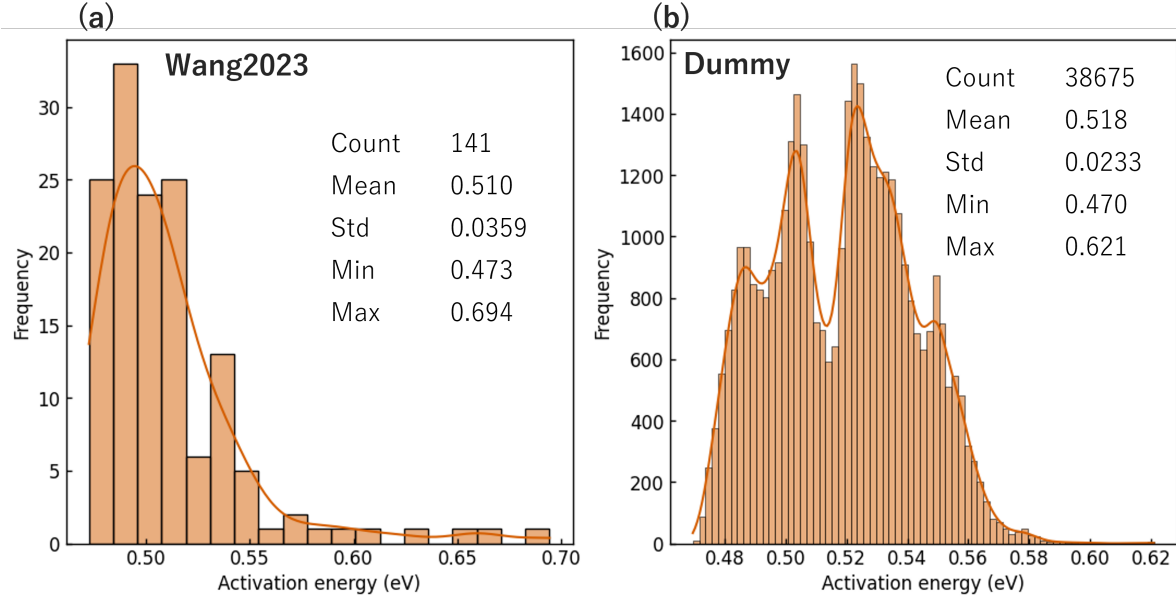 (a)
Wang2023
Count 141
Mean 0.510
Std 0.0359
Min 0.473
Max 0.694
Frequency
30
25
20
15
10
5
0
0.50 0.55 0.60 0.65 0.70
Activation energy (eV)
(b)
Dummy
Count 38675
Mean 0.518
Std 0.0233
Min 0.470
Max 0.621
Frequency
1600
1400
1200
1000
800
600
400
200
0
0.48 0.50 0.52 0.54 0.56 0.58 0.60 0.62
Activation energy (eV)